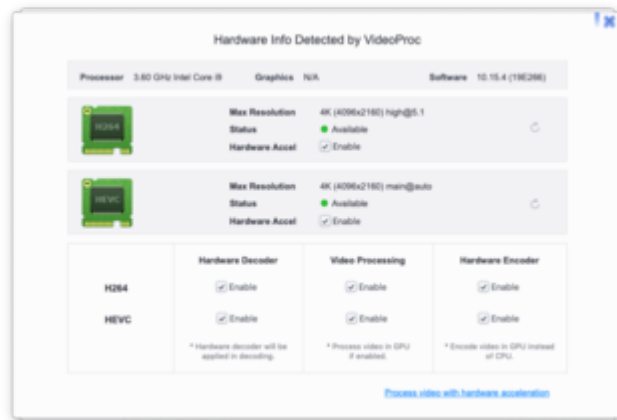 Hardware Info Detected by VideoProc
Processor 3.60 GHz Intel Core i9 Graphics N/A Software 10.15.4 (19E266)
H264
Max Resolution 4K (4096x2160) high@5.1
Status Available
Hardware Accel Enable
HEVC
Max Resolution 4K (4096x2160) main@auto
Status Available
Hardware Accel Enable
Hardware Decoder Video Processing Hardware Encoder
H264 Enable Enable Enable
HEVC Enable Enable Enable
* Hardware decoder will be * Process video in GPU * Encode video in GPU instead
applied in decoding. if enabled. of CPU.
Process video with hardware acceleration